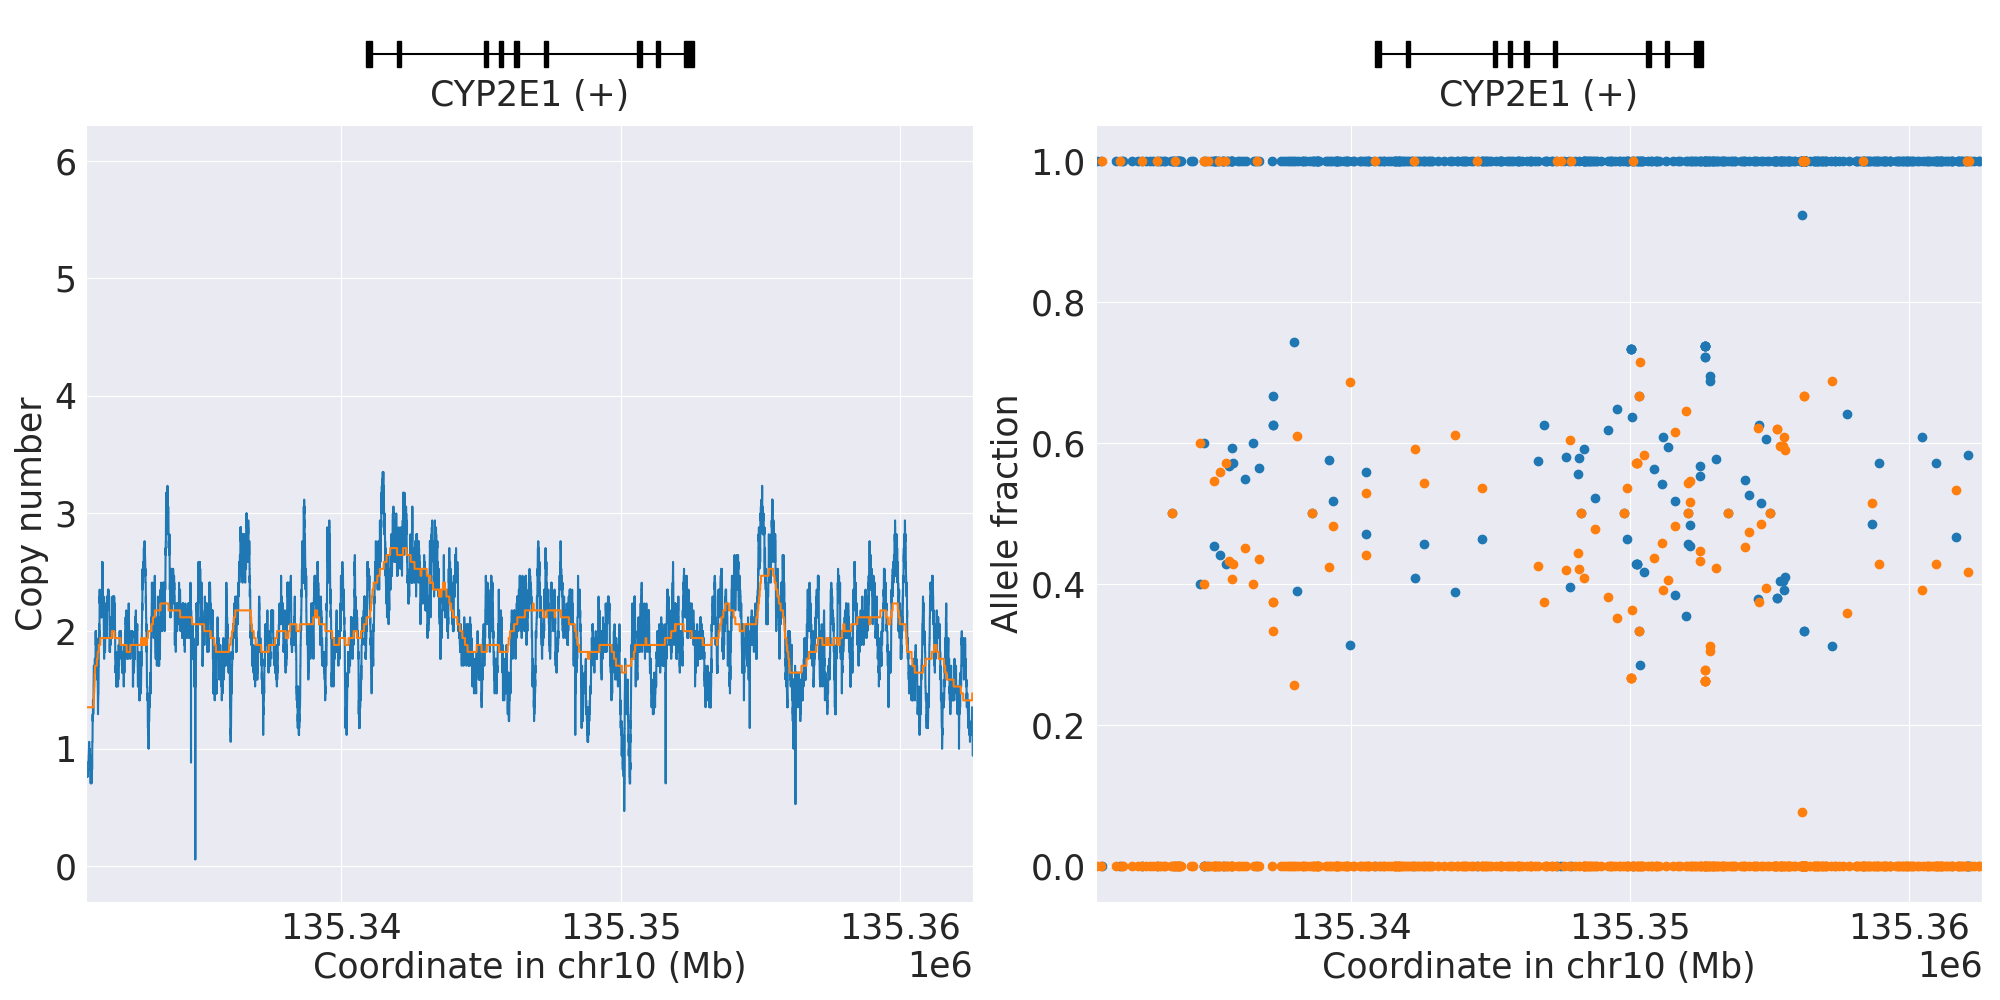 CYP2E1 (+)
Copy number
6
5
4
3
2
1
0
135.34
135.35
135.36
Coordinate in chr10 (Mb)
1e6
CYP2E1 (+)
Allele fraction
1.0
0.8
0.6
0.4
0.2
0.0
135.34
135.35
135.36
Coordinate in chr10 (Mb)
1e6